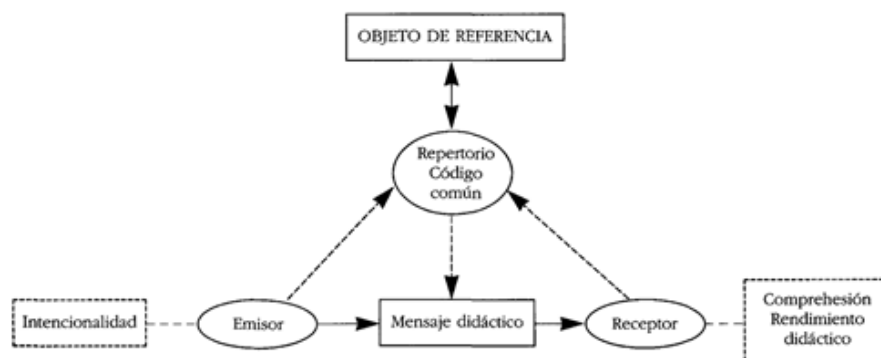 OBJETO DE REFERENCIA
Repertorio
Código
común
Intencionalidad
Emisor
Mensaje didáctico
Receptor
Comprehesión
Rendimiento
didáctico